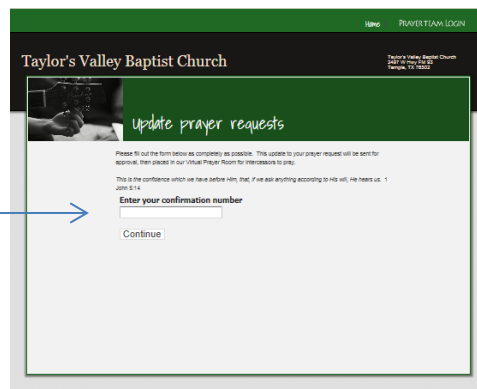 Home PRAYER TEAM LOGIN
Taylor's Valley Baptist Church
Taylor's Valley Baptist Church
2487 W Hwy FM 93
Temple, TX 76502
Update prayer requests
Please fill out the form below as completely as possible. This update to your prayer request will be sent for
approval, then placed in our Virtual Prayer Room for intercessors to pray.
This is the confidence which we have before Him, that, if we ask anything according to His will, He hears us. 1
John 5:14
Enter your confirmation number
Continue